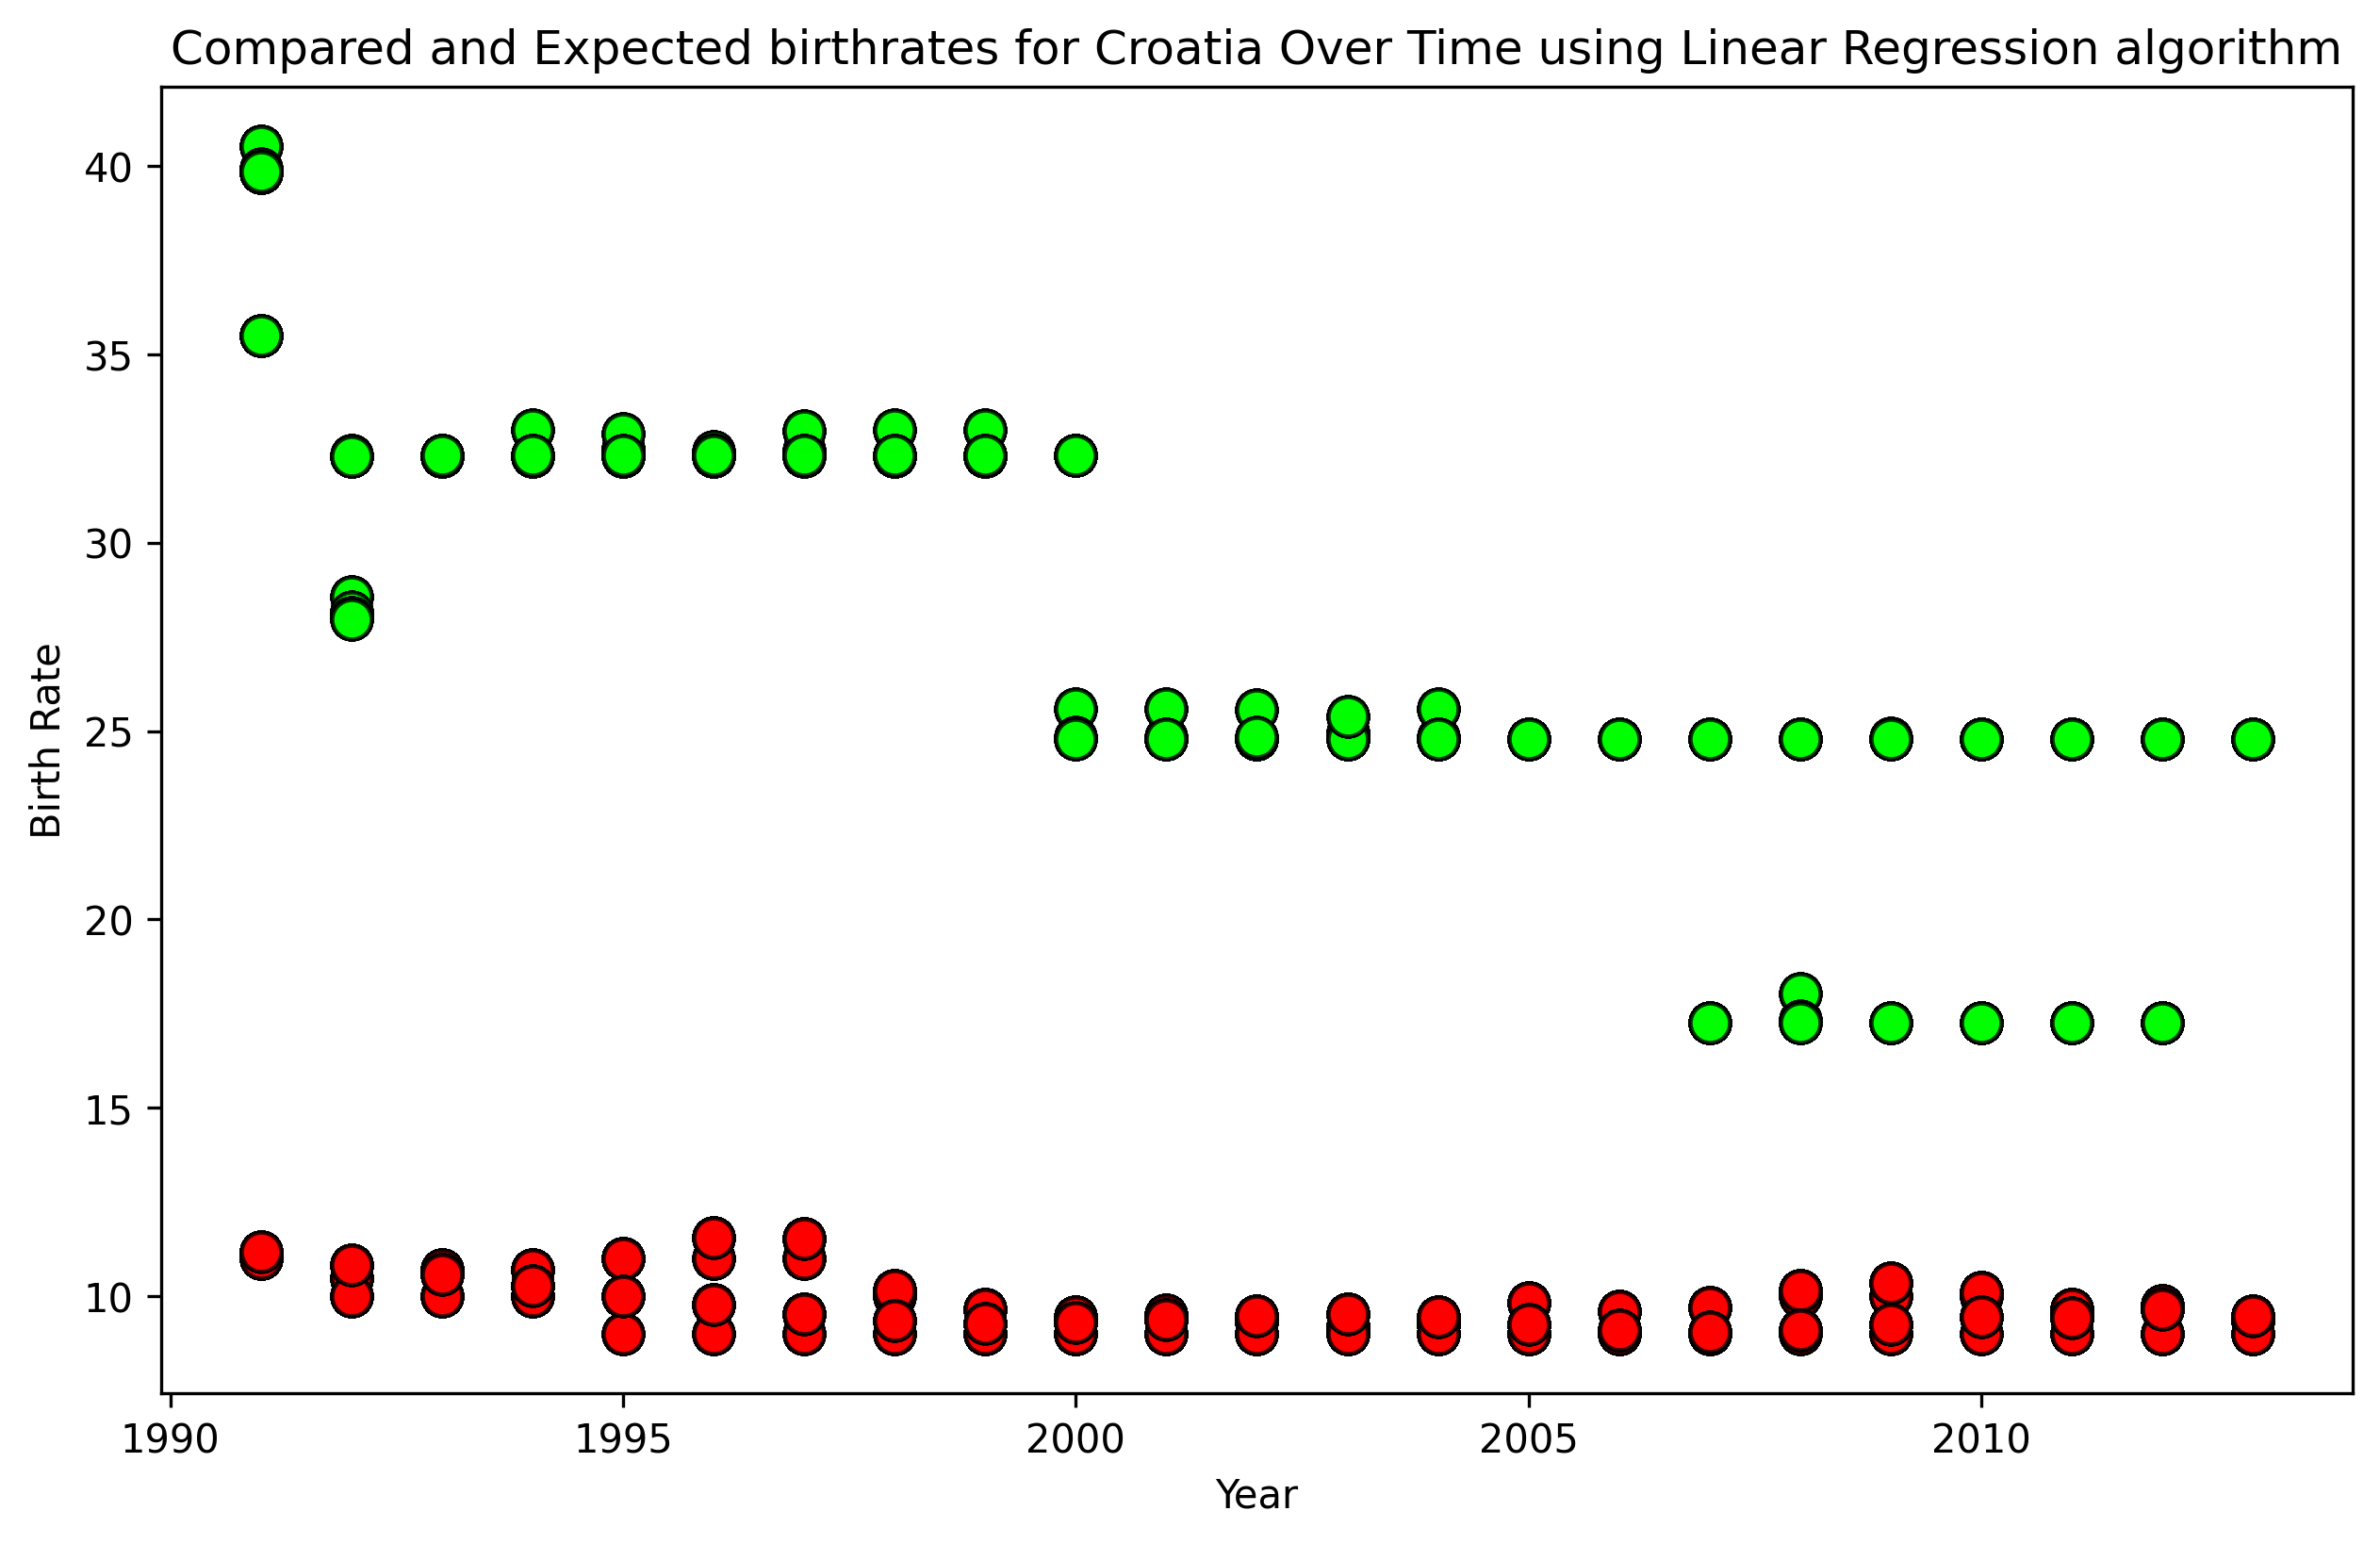 Compared and Expected birthrates for Croatia Over Time using Linear Regression algorithm
40
35
30
25
20
15
10
Birth Rate
1990 1995 2000 2005 2010
Year